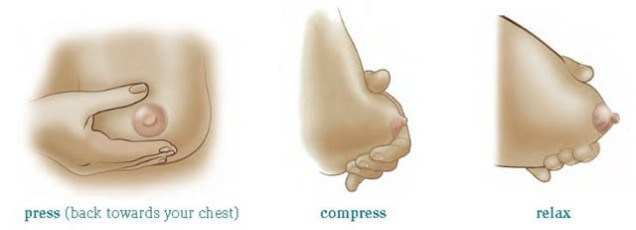 press (back towards your chest)
compress
relax